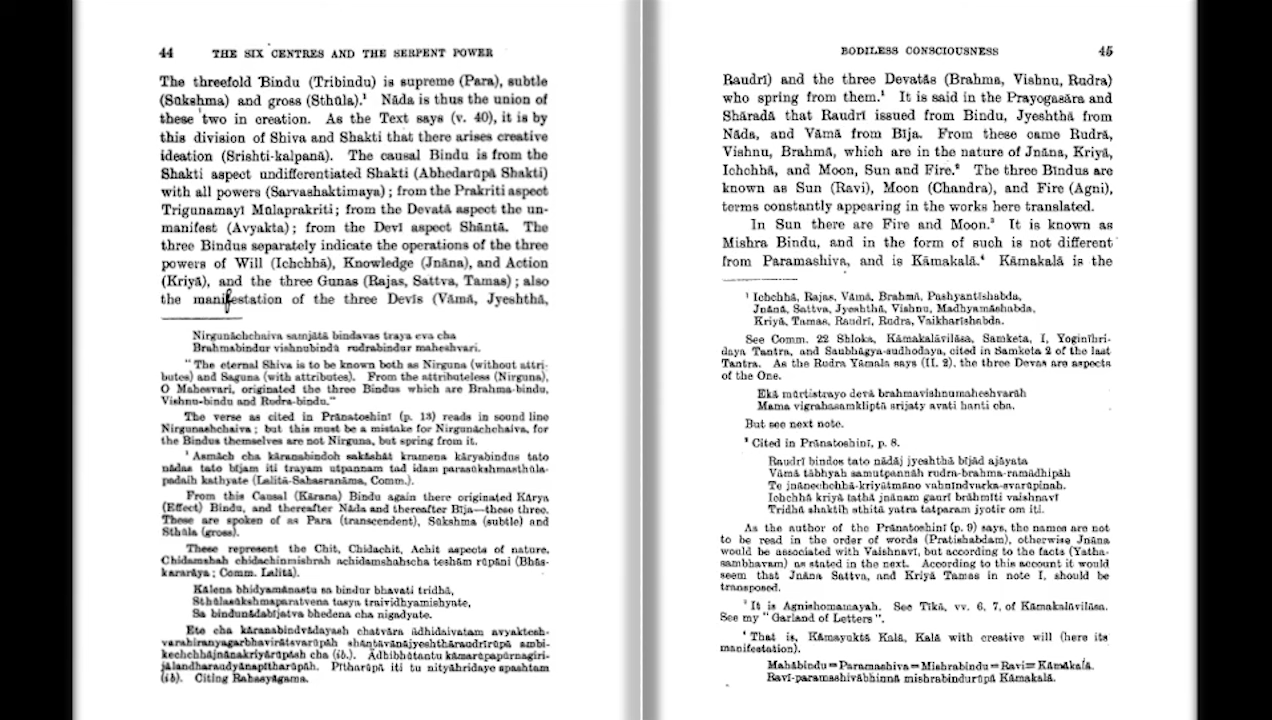 44 THE SIX CENTRES AND THE SERPENT POWER
The threefold Bindu (Tribindu) is supreme (Para), subtle
(Sūkshma) and gross (Sthūla).¹ Nāda is thus the union of
these two in creation. As the Text says (v. 40), it is by
this division of Shiva and Shakti that there arises creative
ideation (Srishti-kalpanā). The causal Bindu is from the
Shakti aspect undifferentiated Shakti (Abhedarūpā Shakti)
with all powers (Sarvashaktimaya); from the Prakriti aspect
Trigunamayī Mūlaprakriti; from the Devatā aspect the un-
manifest (Avyakta); from the Devī aspect Shāntā. The
three Bindus separately indicate the operations of the three
powers of Will (Ichchhā), Knowledge (Jnāna), and Action
(Kriyā), and the three Gunas (Rajas, Sattva, Tamas); also
the manifestation of the three Devīs (Vāmā, Jyeshthā,
Nirgunāchchaiva samjātā bindavas traya eva cha
Brahmabindur vishnubindū rudrabindur maheshvari.
"The eternal Shiva is to be known both as Nirguna (without attri-
butes) and Saguna (with attributes). From the attributeless (Nirguna),
O Mahesvari, originated the three Bindus which are Brahma-bindu,
Vishnu-bindu and Rudra-bindu."
The verse as cited in Prānatoshinī (p. 13) reads in sound line
Nirgunashchaiva; but this must be a mistake for Nirgunāchchaiva, for
the Bindus themselves are not Nirguna, but spring from it.
¹ Asmāch cha kāranabindoh sakāshāt kramena kāryabindus tato
nādas tato bījam iti trayam utpannam tad idam parasūkshmasthūla-
padaih kathyate (Lalitā-Sahasranāma, Comm.).
From this Causal (Kārana) Bindu again there originated Kārya
(Effect) Bindu, and thereafter Nāda and thereafter Bīja—these three.
These are spoken of as Para (transcendent), Sūkshma (subtle) and
Sthūla (gross).
These represent the Chit, Chidachit, Achit aspects of nature.
Chidamshah chidachinmishrah achidamshahscha teshām rūpāni (Bhās-
kararāya; Comm. Lalitā).
Kālena bhidyamānastu sa bindur bhavati tridhā,
Sthūlasūkshmaparatvena tasya traividhyamishyate,
Sa bindunādabījatva bhedena cha nigadyate.
Ete cha kāranabindvādayash chatvāra ādhidaivatam avyaktesh-
varahiranyagarbhavirātsvarūpāh shāntāvāmājyeshthāraudrīrūpā ambi-
kechchhājnānakriyārūpāsh cha (ib.). Ādhibhūtantu kāmarūpapūrnagiri-
jālandharaudyānapītharūpāh. Pītharūpā iti tu nityāhridaye spashtam
(ib). Citing Rahasyāgama.
BODILESS CONSCIOUSNESS 45
Raudrī) and the three Devatās (Brahma, Vishnu, Rudra)
who spring from them.¹ It is said in the Prayogasāra and
Shāradā that Raudrī issued from Bindu, Jyeshthā from
Nāda, and Vāmā from Bīja. From these came Rudrā,
Vishnu, Brahmā, which are in the nature of Jnāna, Kriyā,
Ichchhā, and Moon, Sun and Fire.² The three Bindus are
known as Sun (Ravi), Moon (Chandra), and Fire (Agni),
terms constantly appearing in the works here translated.
In Sun there are Fire and Moon.³ It is known as
Mishra Bindu, and in the form of such is not different
from Paramashiva, and is Kāmakalā.⁴ Kāmakalā is the
¹ Ichchhā, Rajas, Vāmā, Brahmā, Pashyantīshabda,
Jnānā, Sattva, Jyeshthā, Vishnu, Madhyamāshabda,
Kriyā, Tamas, Raudrī, Rudra, Vaikharīshabda.
See Comm. 22 Shloka, Kāmakalāvilāsa, Samketa, I, Yoginīhri-
daya Tantra, and Saubhāgya-sudhodaya, cited in Samketa 2 of the last
Tantra. As the Rudra Yāmala says (II. 2), the three Devas are aspects
of the One.
Ekā mūrtistrayo devā brahmavishnumaheshvarāh
Mama vigrahasamkliptā srijaty avati hanti cha.
But see next note.
² Cited in Prānatoshinī, p. 8.
Raudrī bindos tato nādāj jyeshthā bījād ajāyata
Vāmā tābhyah samutpannāh rudra-brahma-ramādhipāh
Te jnānechchhā-kriyātmāno vahnīndvarka-svarūpinah.
Ichchhā kriyā tathā jnānam gaurī brāhmīti vaishnavī
Tridhā shaktih sthitā yatra tatparam jyotir om iti.
As the author of the Prānatoshinī (p. 9) says, the names are not
to be read in the order of words (Pratishabdam), otherwise Jnāna
would be associated with Vaishnavī, but according to the facts (Yatha-
sambhavam) as stated in the next. According to this account it would
seem that Jnāna Sattva, and Kriyā Tamas in note I, should be
transposed.
³ It is Agnishomamayah. See Tīkā, vv. 6, 7, of Kāmakalāvilāsa.
See my "Garland of Letters".
⁴ That is, Kāmayuktā Kalā, Kalā with creative will (here its
manifestation).
Mahābindu=Paramashiva=Mishrabindu=Ravi=Kāmakalā.
Ravi-paramashivābhinnā mishrabindurūpā Kāmakalā.